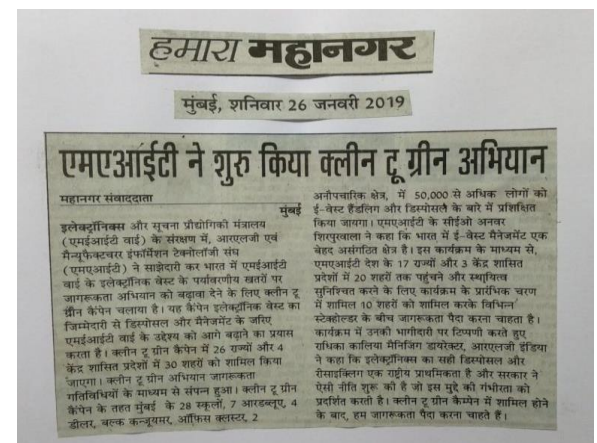 हमारा महानगर
मुंबई, शनिवार 26 जनवरी 2019
एमएआईटी ने शुरु किया क्लीन टू ग्रीन अभियान
महानगर संवाददाता
मुंबई
इलेक्ट्रॉनिक्स और सूचना प्रौद्योगिकी मंत्रालय
(एमईआईटी वाई) के संरक्षण में, आरएलजी एवं
मैन्यूफैक्चरर इंफॉर्मेशन टेक्नोलॉजी संघ
(एमएआईटी) ने साझेदारी कर भारत में एमईआईटी
वाई के इलेक्ट्रॉनिक वेस्ट के पर्यावरणीय खतरों पर
जागरूकता अभियान को बढ़ावा देने के लिए क्लीन टू
ग्रीन कैंपेन चलाया है। यह कैंपेन इलेक्ट्रॉनिक वेस्ट का
जिम्मेदारी से डिस्पोसल और मैनेजमेंट के जरिए
एमईआईटी वाई के उद्देश्य को आगे बढ़ाने का प्रयास
करता है। क्लीन टू ग्रीन कैंपेन में 26 राज्यों और 4
केंद्र शासित प्रदेशों में 30 शहरों को शामिल किया
जाएगा। क्लीन टू ग्रीन अभियान जागरूकता
गतिविधियों के माध्यम से संपन्न हुआ। क्लीन टू ग्रीन
कैंपेन के तहत मुंबई के 28 स्कूलों, 7 आरडब्लूए, 4
डीलर, बल्क कन्ज्यूमर, ऑफिस क्लस्टर, 2
अनौपचारिक क्षेत्र, में 50,000 से अधिक लोगों को
ई-वेस्ट हैंडलिग और डिस्पोसल के बारे में प्रशिक्षित
किया जायगा। एमएआईटी के सीईओ अनवर
शिरपुरवाला ने कहा कि भारत में ई-वेस्ट मैनेजमेंट एक
बेहद असंगठित क्षेत्र है। इस कार्यक्रम के माध्यम से,
एमएआईटी देश के 17 राज्यों और 3 केंद्र शासित
प्रदेशों में 20 शहरों तक पहुंचने और स्थायित्व
सुनिश्चित करने के लिए कार्यक्रम के प्रारंभिक चरण
में शामिल 10 शहरों को शामिल करके विभिन्न
स्टेकहोल्डर के बीच जागरूकता पैदा करना चाहता है।
कार्यक्रम में उनकी भागीदारी पर टिप्पणी करते हुए
राधिका कालिया मैनिजिंग डायरेक्टर, आरएलजी इंडिया
ने कहा कि इलेक्ट्रॉनिक्स का सही डिस्पोसल और
रीसाइक्लिग एक राष्ट्रीय प्राथमिकता है और सरकार ने
ऐसी नीति शुरू की है जो इस मुद्दे की गंभीरता को
प्रदर्शित करती है। क्लीन टू ग्रीन कैम्पेन में शामिल होने
के बाद, हम जागरूकता पैदा करना चाहते हैं।